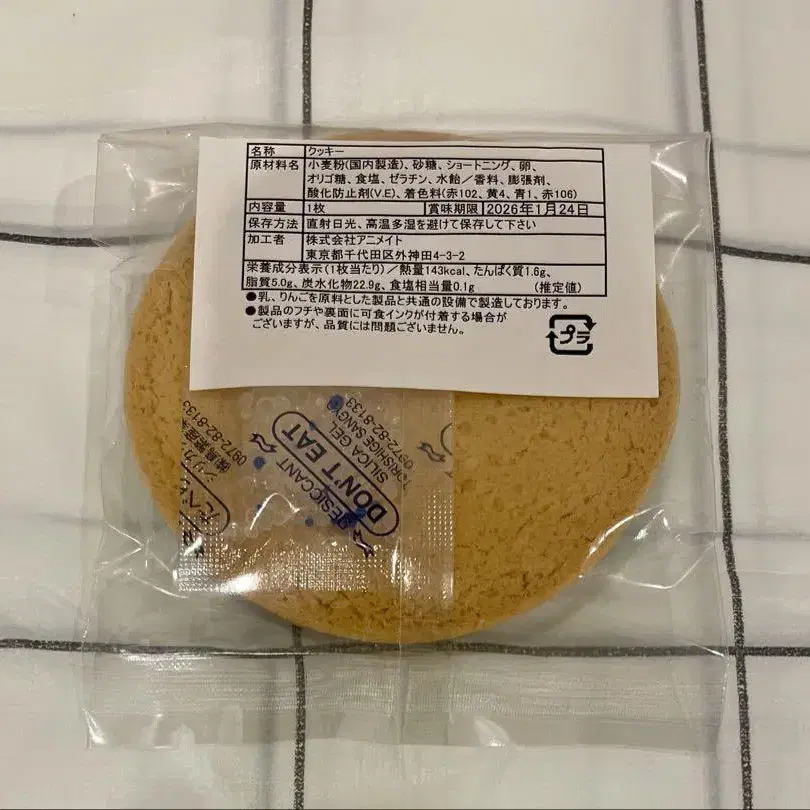 名称 クッキー
原材料名 小麦粉(国内製造)、砂糖、ショートニング、卵、
オリゴ糖、食塩、ゼラチン、水飴／香料、膨張剤、
酸化防止剤(V.E)、着色料(赤102、黄4、青1、赤106)
内容量 1枚 賞味期限 2026年1月24日
保存方法 直射日光、高温多湿を避けて保存して下さい
加工者 株式会社アニメイト
東京都千代田区外神田4-3-2
栄養成分表示(1枚当たり)／熱量143kcal、たんぱく質1.6g、
脂質5.0g、炭水化物22.9g、食塩相当量0.1g (推定値)
●乳、りんごを原料とした製品と共通の設備で製造しております。
●製品のフチや裏面に可食インクが付着する場合が
ございますが、品質には問題ございません。
プラ
DESICCANT
DON'T EAT
SILICA GEL
TORISHIGE SANGYO
0972-82-8133
0972-82-8133
シリカ